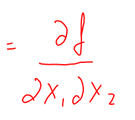 = ∂f
∂x₁∂x₂